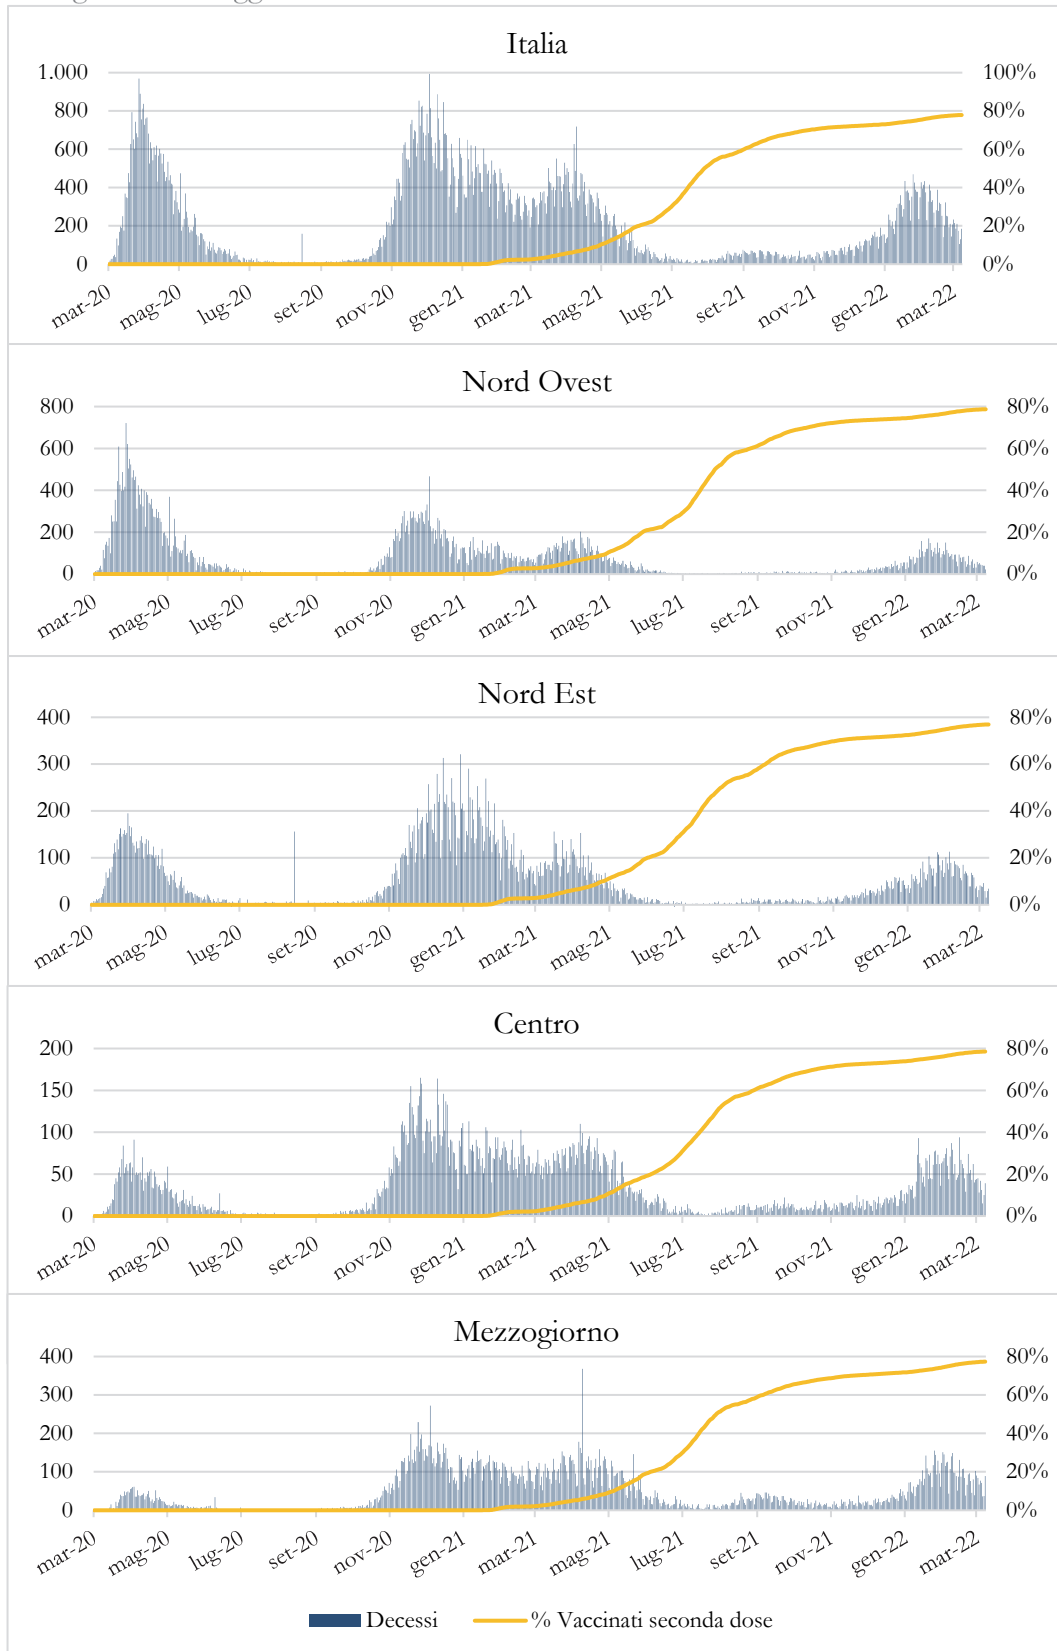 Italia
1.000 100%
800 80%
600 60%
400 40%
200 20%
0 0%
mar-20 mag-20 lug-20 set-20 nov-20 gen-21 mar-21 mag-21 lug-21 set-21 nov-21 gen-22 mar-22
Nord Ovest
800 80%
600 60%
400 40%
200 20%
0 0%
mar-20 mag-20 lug-20 set-20 nov-20 gen-21 mar-21 mag-21 lug-21 set-21 nov-21 gen-22 mar-22
Nord Est
400 80%
300 60%
200 40%
100 20%
0 0%
mar-20 mag-20 lug-20 set-20 nov-20 gen-21 mar-21 mag-21 lug-21 set-21 nov-21 gen-22 mar-22
Centro
200 80%
150 60%
100 40%
50 20%
0 0%
mar-20 mag-20 lug-20 set-20 nov-20 gen-21 mar-21 mag-21 lug-21 set-21 nov-21 gen-22 mar-22
Mezzogiorno
400 80%
300 60%
200 40%
100 20%
0 0%
mar-20 mag-20 lug-20 set-20 nov-20 gen-21 mar-21 mag-21 lug-21 set-21 nov-21 gen-22 mar-22
Decessi % Vaccinati seconda dose